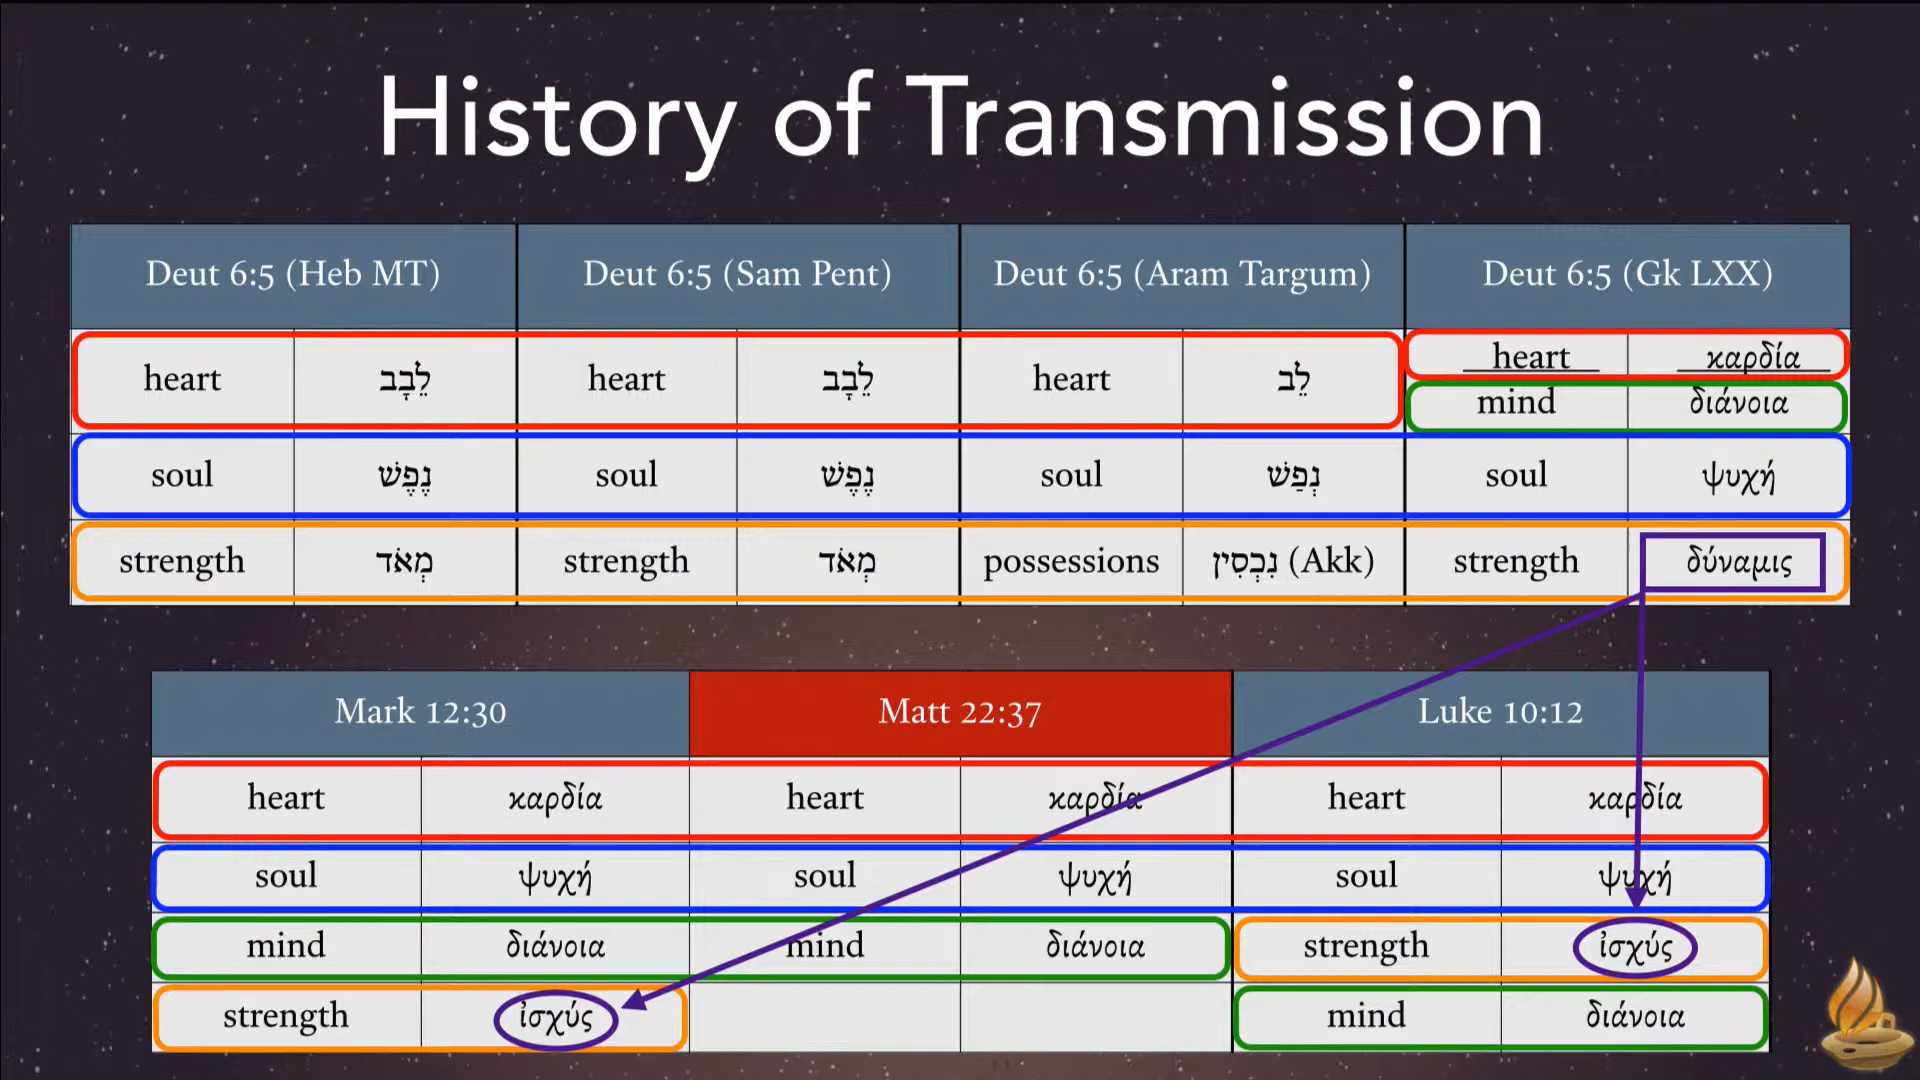 History of Transmission
Deut 6:5 (Heb MT) Deut 6:5 (Sam Pent) Deut 6:5 (Aram Targum) Deut 6:5 (Gk LXX)
heart לֵבָב heart לֵבָב heart לֵב heart καρδία
mind διάνοια
soul נֶפֶשׁ soul נֶפֶשׁ soul נְפַשׁ soul ψυχή
strength מְאֹד strength מְאֹד possessions נִכְסִין (Akk) strength δύναμις
Mark 12:30 Matt 22:37 Luke 10:12
heart καρδία heart καρδία heart καρδία
soul ψυχή soul ψυχή soul ψυχή
mind διάνοια mind διάνοια strength ἰσχύς
strength ἰσχύς mind διάνοια